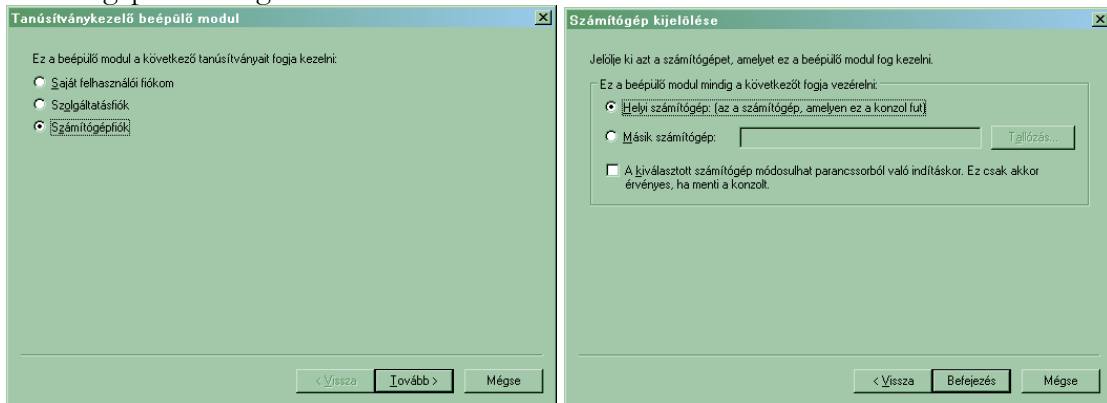 Tanúsítványkezelő beépülő modul
Ez a beépülő modul a következő tanúsítványait fogja kezelni:
Saját felhasználói fiókom
Szolgáltatásfiók
Számítógépfiók
< Vissza
Tovább >
Mégse
Számítógép kijelölése
Jelölje ki azt a számítógépet, amelyet ez a beépülő modul fog kezelni.
Ez a beépülő modul mindig a következőt fogja vezérelni:
Helyi számítógép: (az a számítógép, amelyen ez a konzol fut)
Másik számítógép:
Tallózás...
A kiválasztott számítógép módosulhat parancssorból való indításkor. Ez csak akkor
érvényes, ha menti a konzolt.
< Vissza
Befejezés
Mégse